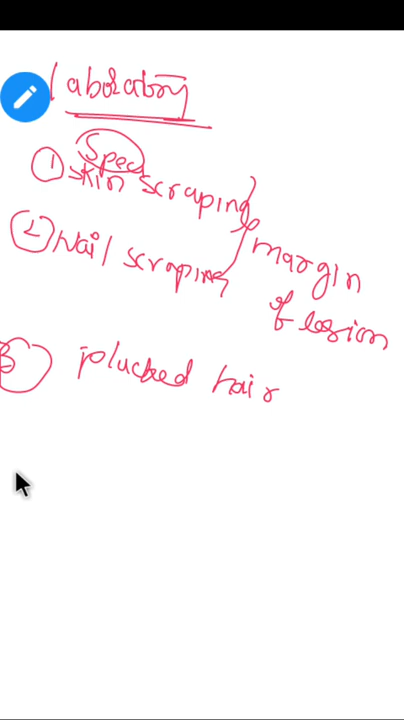 laboratory
Spec
① skin scraping
② Nail scraping
margin
of lesion
③ plucked hair